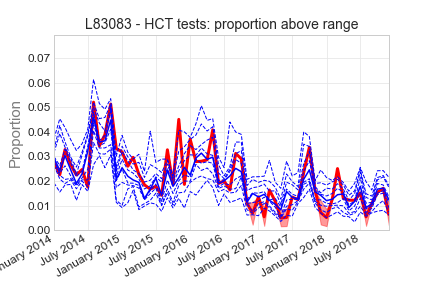 L83083 - HCT tests: proportion above range
Proportion
0.07
0.06
0.05
0.04
0.03
0.02
0.01
0.00
nuary 2014
July 2014
January 2015
July 2015
January 2016
July 2016
January 2017
July 2017
January 2018
July 2018